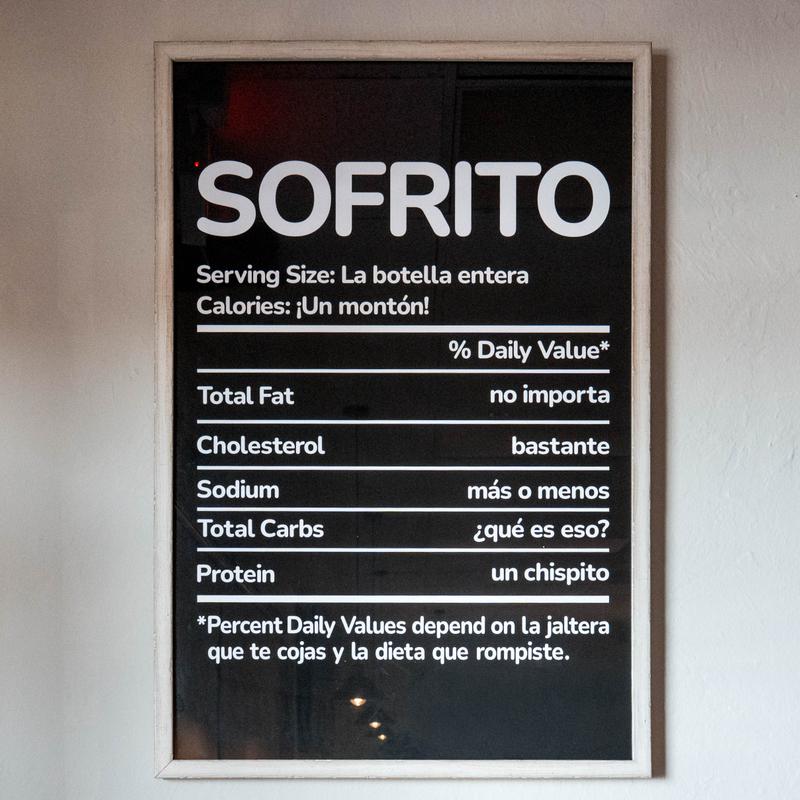 SOFRITO
Serving Size: La botella entera
Calories: ¡Un montón!
% Daily Value*
Total Fat no importa
Cholesterol bastante
Sodium más o menos
Total Carbs ¿qué es eso?
Protein un chispito
*Percent Daily Values depend on la jaltera
que te cojas y la dieta que rompiste.